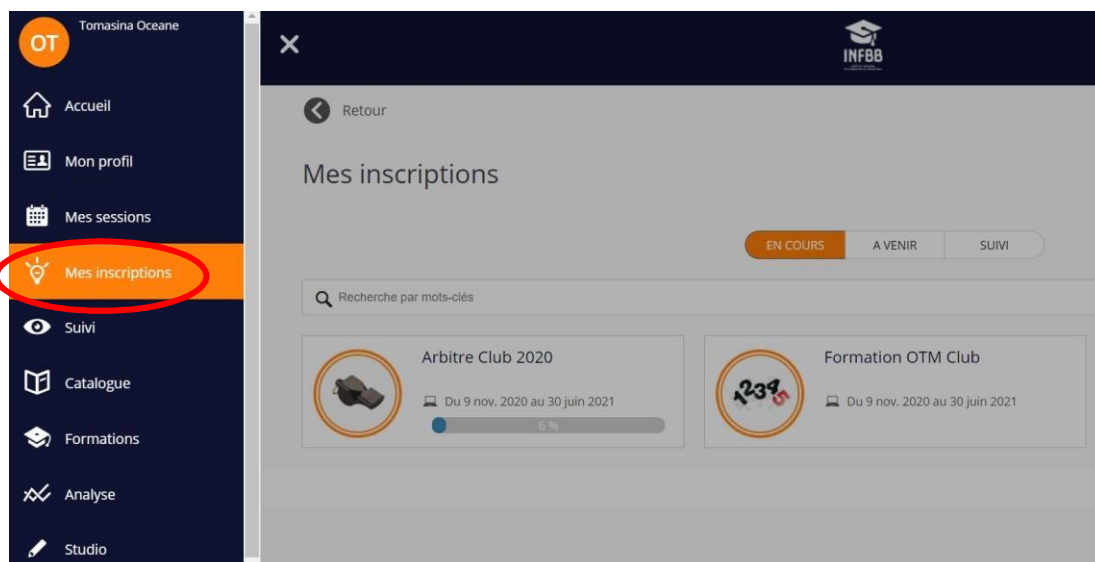 OT
Tomasina Oceane
Accueil
Mon profil
Mes sessions
Mes inscriptions
Suivi
Catalogue
Formations
Analyse
Studio
INFBB
Retour
Mes inscriptions
EN COURS
A VENIR
SUIVI
Recherche par mots-clés
Arbitre Club 2020
Du 9 nov. 2020 au 30 juin 2021
6 %
12345
Formation OTM Club
Du 9 nov. 2020 au 30 juin 2021